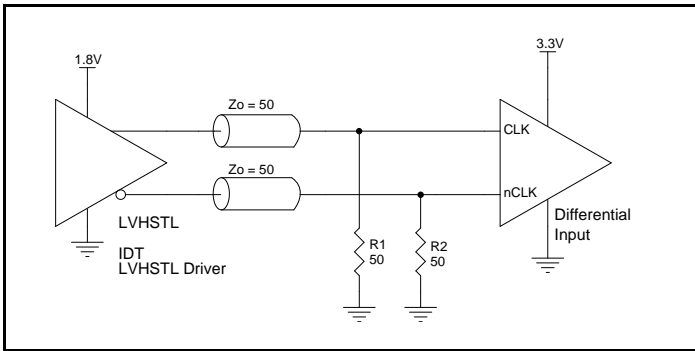 1.8V
3.3V
Zo = 50
CLK
Zo = 50
nCLK
LVHSTL
IDT
LVHSTL Driver
R1
50
R2
50
Differential
Input